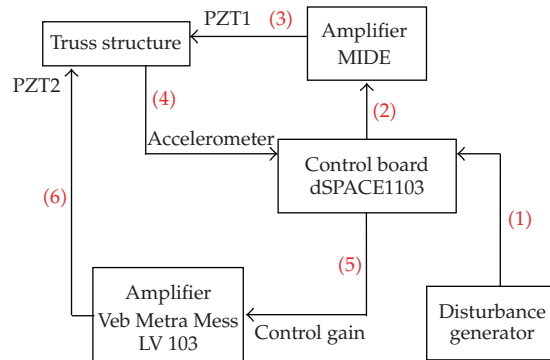 PZT1
(3)
Truss structure
Amplifier
MIDE
PZT2
(4)
(2)
Accelerometer
Control board
dSPACE1103
(6)
(1)
(5)
Amplifier
Veb Metra Mess
LV 103
Control gain
Disturbance
generator